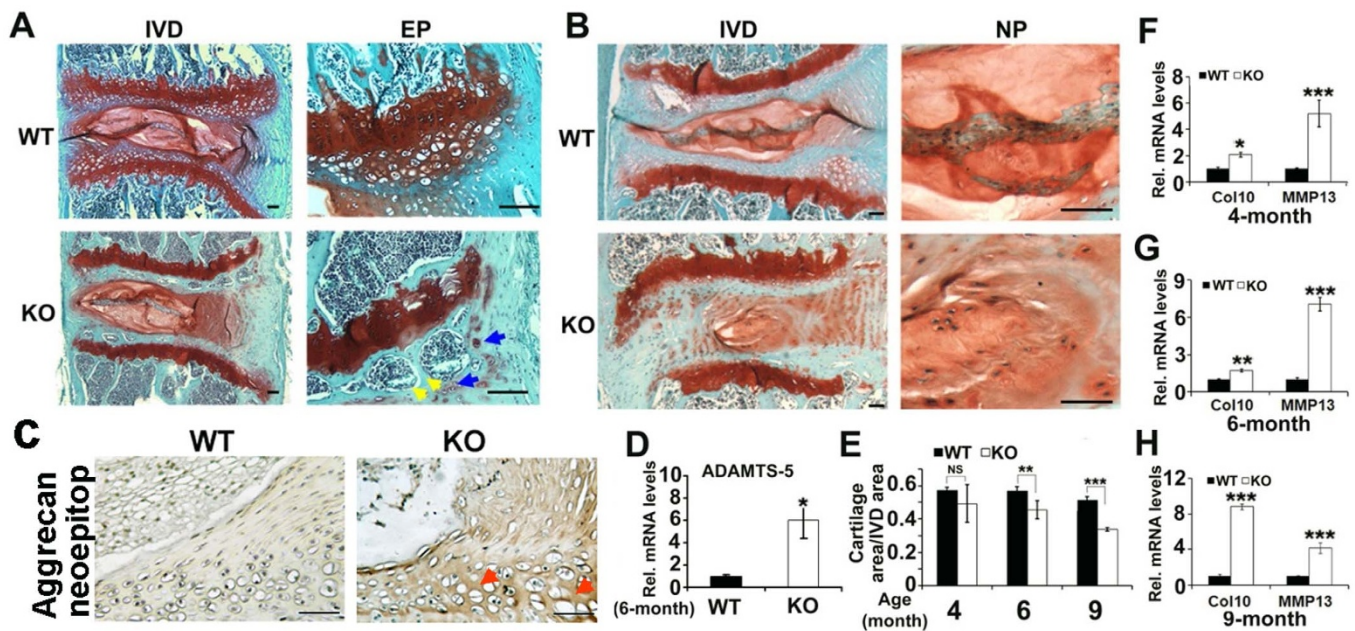 A
IVD
EP
WT
KO
B
IVD
NP
WT
KO
C
WT
KO
Aggrecan
neoepitop
D
ADAMTS-5
Rel. mRNA levels
10
8
6
4
2
0
*
(6-month)
WT
KO
E
WT KO
Cartilage
area/IVD area
0.6
0.4
0.2
0
NS
**
***
Age
(month)
4 6 9
F
WT KO
Rel. mRNA levels
8
6
4
2
0
*
***
Col10 MMP13
4-month
G
WT KO
Rel. mRNA levels
9
6
3
0
**
***
Col10 MMP13
6-month
H
WT KO
Rel. mRNA levels
12
8
4
0
***
***
Col10 MMP13
9-month